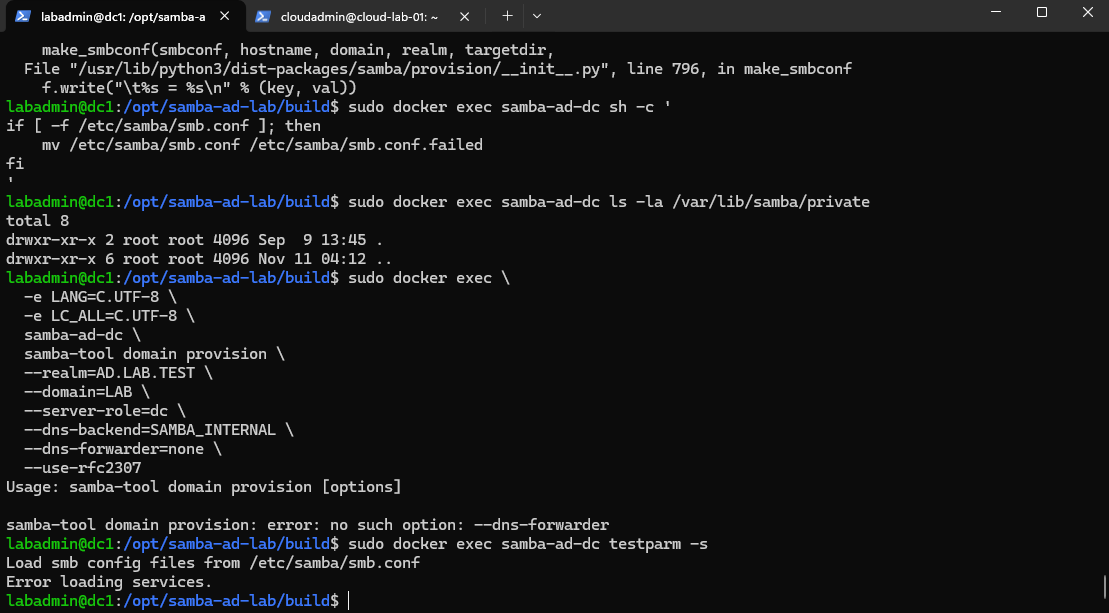 labadmin@dc1: /opt/samba-a
cloudadmin@cloud-lab-01: ~
make_smbconf(smbconf, hostname, domain, realm, targetdir,
File "/usr/lib/python3/dist-packages/samba/provision/__init__.py", line 796, in make_smbconf
f.write("\t%s = %s\n" % (key, val))
labadmin@dc1:/opt/samba-ad-lab/build$ sudo docker exec samba-ad-dc sh -c '
if [ -f /etc/samba/smb.conf ]; then
mv /etc/samba/smb.conf /etc/samba/smb.conf.failed
fi
'
labadmin@dc1:/opt/samba-ad-lab/build$ sudo docker exec samba-ad-dc ls -la /var/lib/samba/private
total 8
drwxr-xr-x 2 root root 4096 Sep  9 13:45 .
drwxr-xr-x 6 root root 4096 Nov 11 04:12 ..
labadmin@dc1:/opt/samba-ad-lab/build$ sudo docker exec \
-e LANG=C.UTF-8 \
-e LC_ALL=C.UTF-8 \
samba-ad-dc \
samba-tool domain provision \
--realm=AD.LAB.TEST \
--domain=LAB \
--server-role=dc \
--dns-backend=SAMBA_INTERNAL \
--dns-forwarder=none \
--use-rfc2307
Usage: samba-tool domain provision [options]
samba-tool domain provision: error: no such option: --dns-forwarder
labadmin@dc1:/opt/samba-ad-lab/build$ sudo docker exec samba-ad-dc testparm -s
Load smb config files from /etc/samba/smb.conf
Error loading services.
labadmin@dc1:/opt/samba-ad-lab/build$